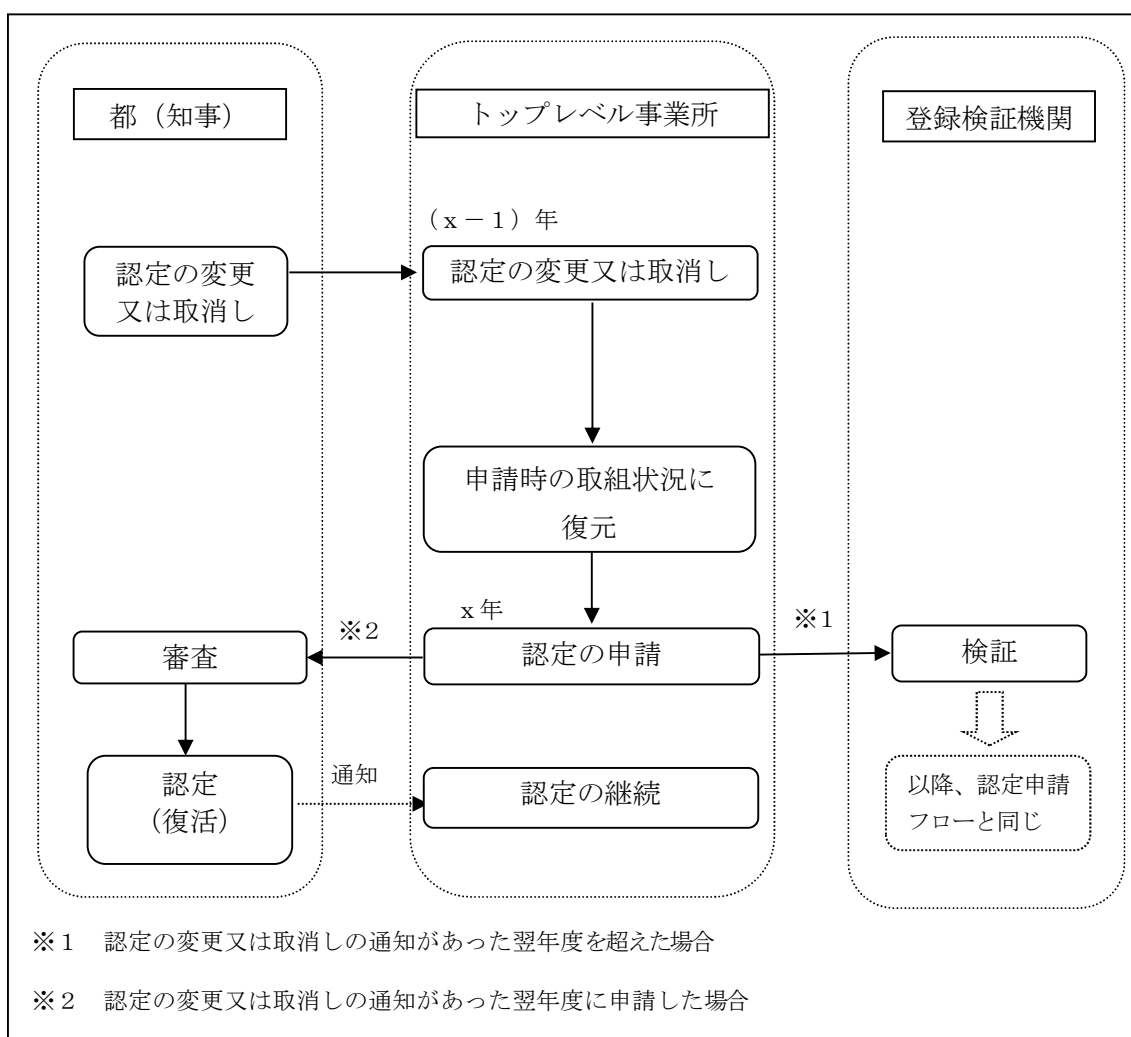 都（知事）
トップレベル事業所
登録検証機関
（x－1）年
認定の変更
又は取消し
認定の変更又は取消し
申請時の取組状況に
復元
x年
※2
※1
審査
認定の申請
検証
認定
（復活）
通知
認定の継続
以降、認定申請
フローと同じ
※1　認定の変更又は取消しの通知があった翌年度を超えた場合
※2　認定の変更又は取消しの通知があった翌年度に申請した場合